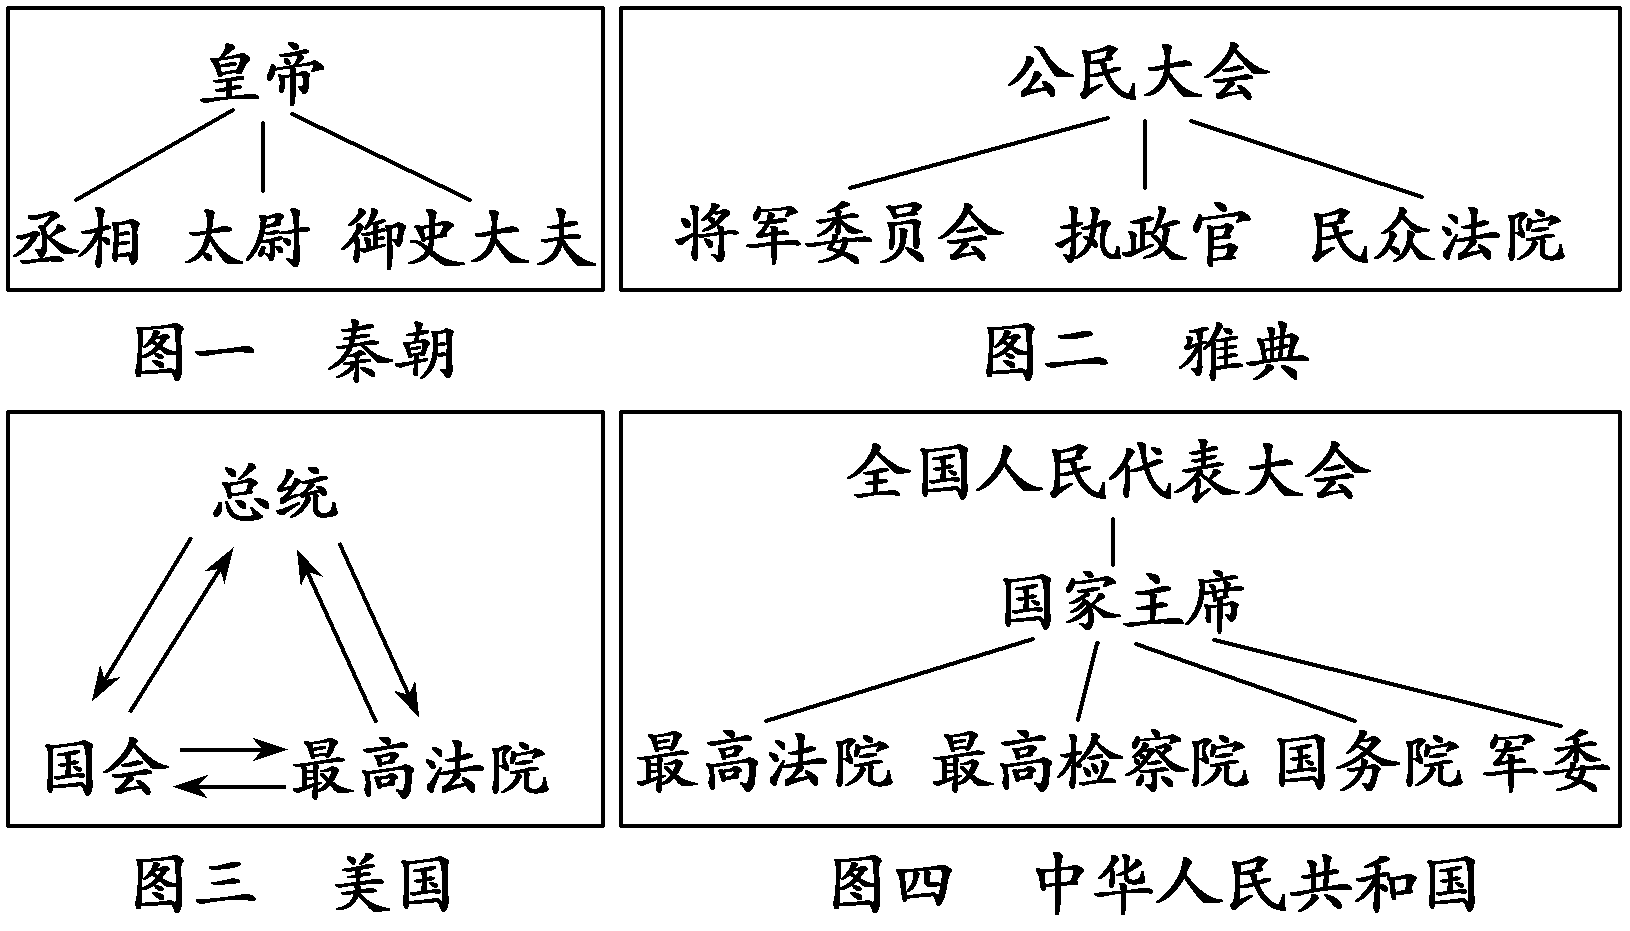 皇帝
丞相 太尉 御史大夫
图一 秦朝
公民大会
将军委员会 执政官 民众法院
图二 雅典
总统
国会 最高法院
图三 美国
全国人民代表大会
国家主席
最高法院 最高检察院 国务院 军委
图四 中华人民共和国